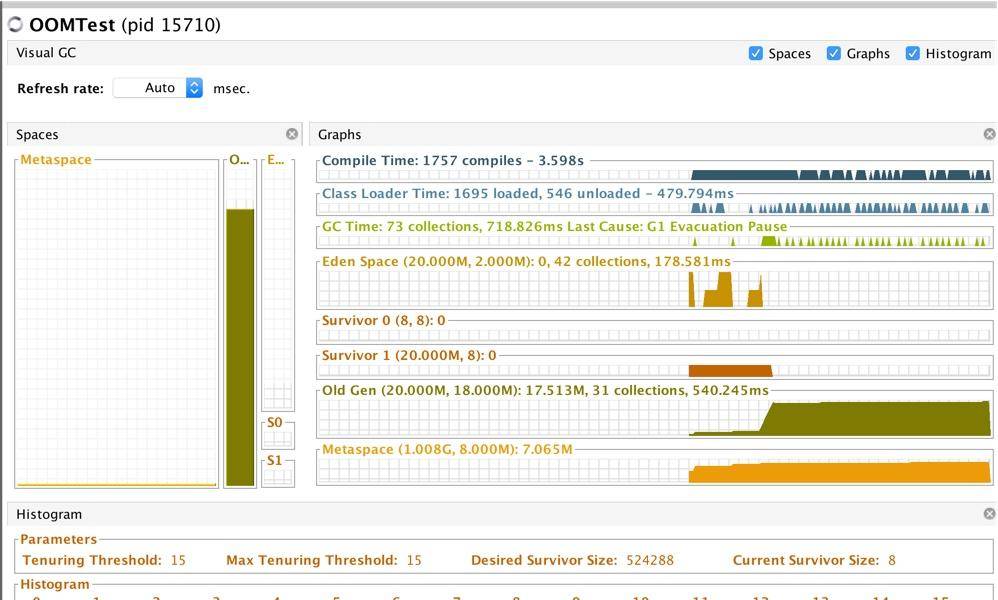 OOMTest (pid 15710)
Visual GC
Spaces Graphs Histogram
Refresh rate: Auto msec.
Spaces
Metaspace
O...
E...
S0
S1
Graphs
Compile Time: 1757 compiles - 3.598s
Class Loader Time: 1695 loaded, 546 unloaded - 479.794ms
GC Time: 73 collections, 718.826ms Last Cause: G1 Evacuation Pause
Eden Space (20.000M, 2.000M): 0, 42 collections, 178.581ms
Survivor 0 (8, 8): 0
Survivor 1 (20.000M, 8): 0
Old Gen (20.000M, 18.000M): 17.513M, 31 collections, 540.245ms
Metaspace (1.008G, 8.000M): 7.065M
Histogram
Parameters
Tenuring Threshold: 15 Max Tenuring Threshold: 15 Desired Survivor Size: 524288 Current Survivor Size: 8
Histogram